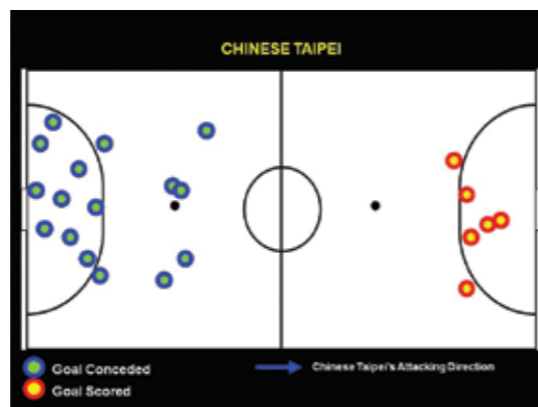 CHINESE TAIPEI
Goal Conceded
Chinese Taipei's Attacking Direction
Goal Scored